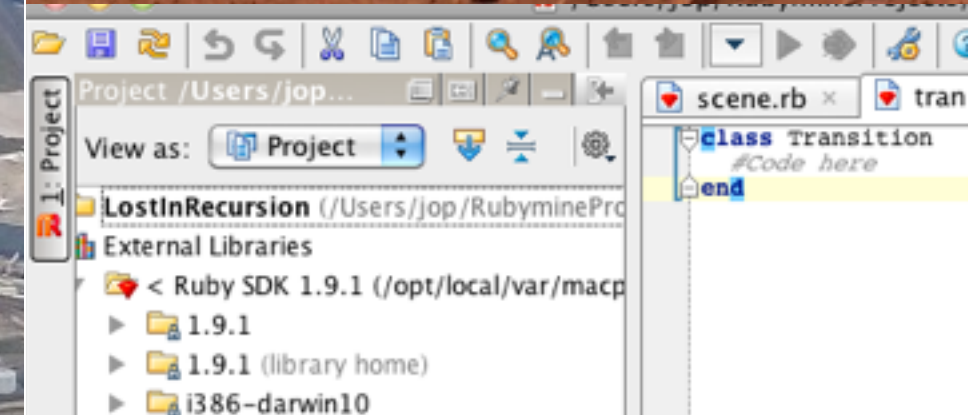 Project /Users/jop...
1: Project
View as: Project
LostInRecursion (/Users/jop/RubyminePro
External Libraries
< Ruby SDK 1.9.1 (/opt/local/var/macp
1.9.1
1.9.1 (library home)
i386-darwin10
scene.rb
tran
class Transition
#Code here
end